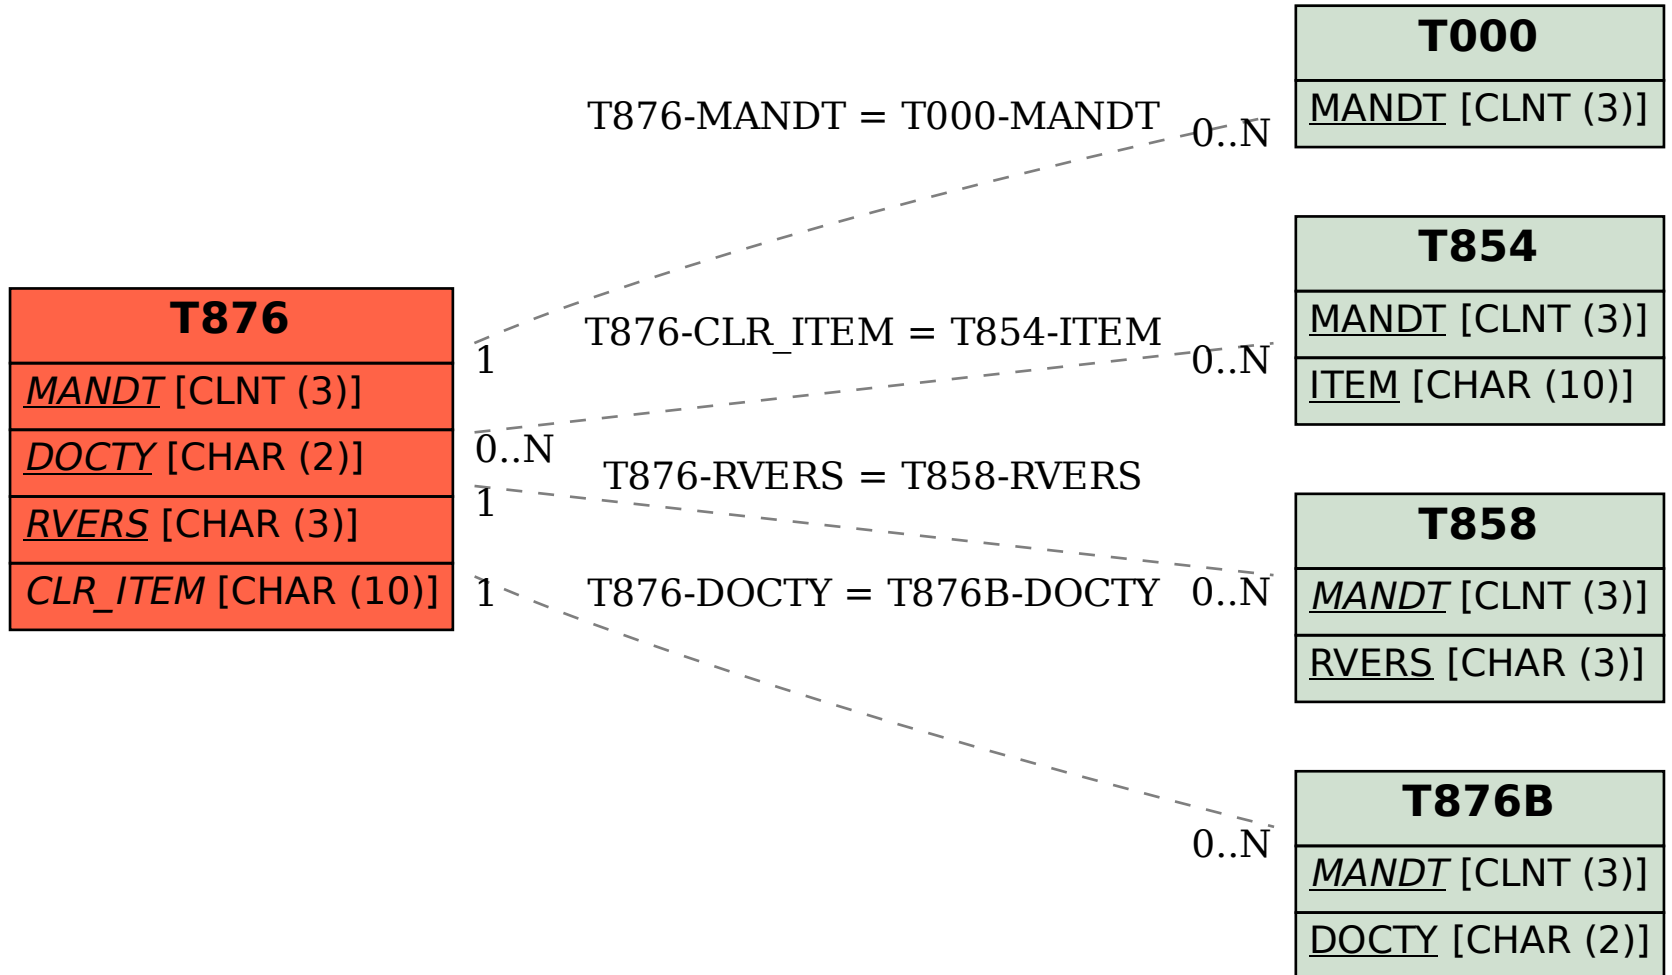 T876
MANDT [CLNT (3)]
DOCTY [CHAR (2)]
RVERS [CHAR (3)]
CLR_ITEM [CHAR (10)]
T876-MANDT = T000-MANDT
1
0..N
T876-CLR_ITEM = T854-ITEM
0..N
0..N
T876-RVERS = T858-RVERS
1
0..N
T876-DOCTY = T876B-DOCTY
1
0..N
T000
MANDT [CLNT (3)]
T854
MANDT [CLNT (3)]
ITEM [CHAR (10)]
T858
MANDT [CLNT (3)]
RVERS [CHAR (3)]
T876B
MANDT [CLNT (3)]
DOCTY [CHAR (2)]